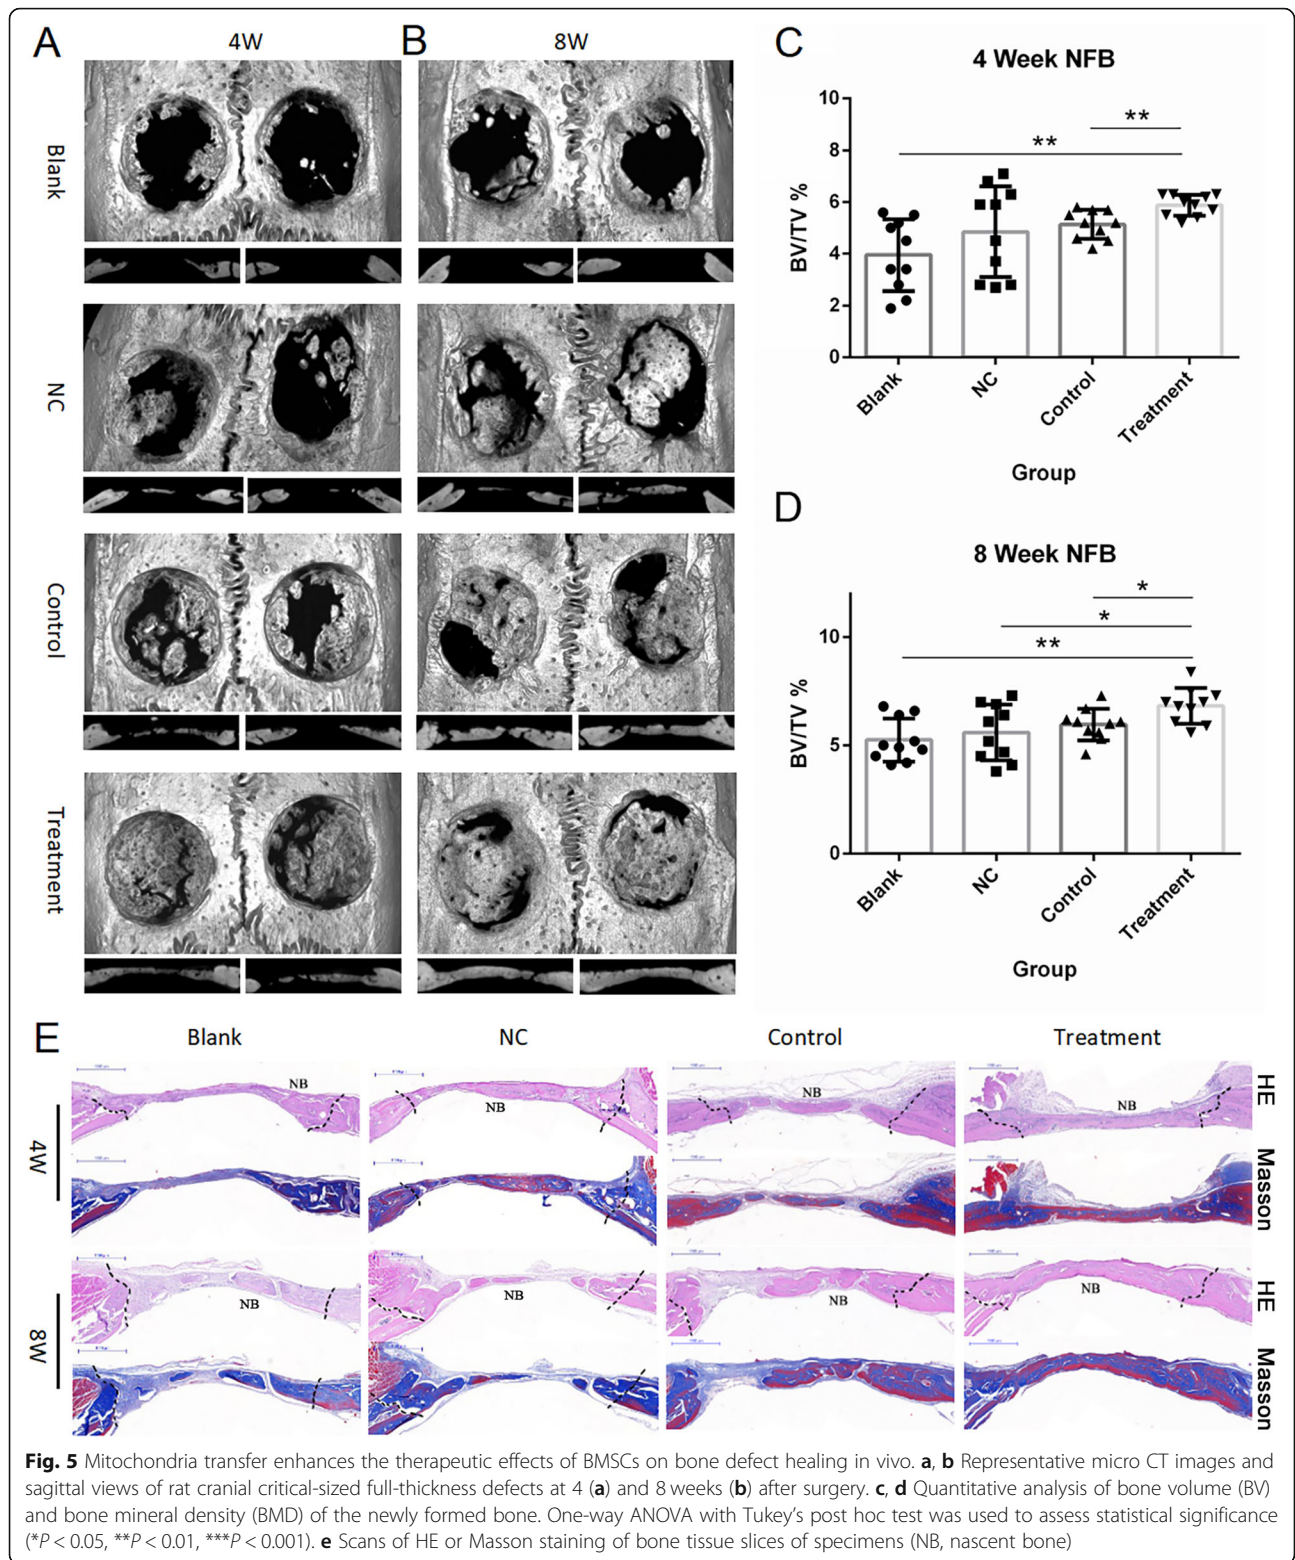 A
4W
B
8W
Blank
NC
Control
Treatment
C
4 Week NFB
10
8
6
4
2
0
BV/TV %
**
**
Blank
NC
Control
Treatment
Group
D
8 Week NFB
10
5
0
BV/TV %
*
*
**
Blank
NC
Control
Treatment
Group
E
Blank
NC
Control
Treatment
4W
8W
NB
NB
NB
NB
HE
Masson
NB
NB
NB
NB
HE
Masson
Fig. 5 Mitochondria transfer enhances the therapeutic effects of BMSCs on bone defect healing in vivo. a, b Representative micro CT images and
sagittal views of rat cranial critical-sized full-thickness defects at 4 (a) and 8 weeks (b) after surgery. c, d Quantitative analysis of bone volume (BV)
and bone mineral density (BMD) of the newly formed bone. One-way ANOVA with Tukey's post hoc test was used to assess statistical significance
(*P < 0.05, **P < 0.01, ***P < 0.001). e Scans of HE or Masson staining of bone tissue slices of specimens (NB, nascent bone)